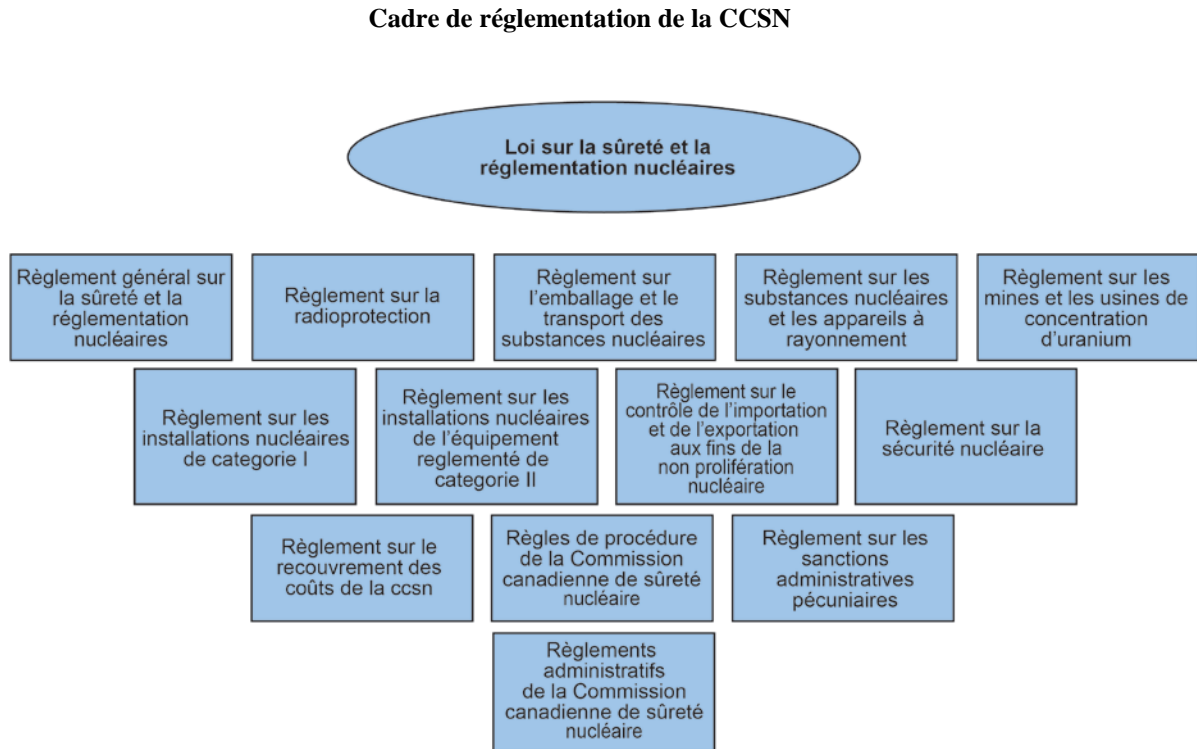 Cadre de réglementation de la CCSN
Loi sur la sûreté et la
réglementation nucléaires
Règlement général sur
la sûreté et la
réglementation
nucléaires
Règlement sur la
radioprotection
Règlement sur
l'emballage et le
transport des
substances nucléaires
Règlement sur les
substances nucléaires
et les appareils à
rayonnement
Règlement sur les
mines et les usines de
concentration
d'uranium
Règlement sur les
installations nucléaires
de categorie I
Règlement sur les
installations nucléaires
de l'équipement
reglementé de
categorie II
Règlement sur le
contrôle de l'importation
et de l'exportation
aux fins de la
non prolifération
nucléaire
Règlement sur la
sécurité nucléaire
Règlement sur le
recouvrement des
coûts de la ccsn
Règles de procédure
de la Commission
canadienne de sûreté
nucléaire
Règlement sur les
sanctions
administratives
pécuniaires
Règlements
administratifs
de la Commission
canadienne de sûreté
nucléaire